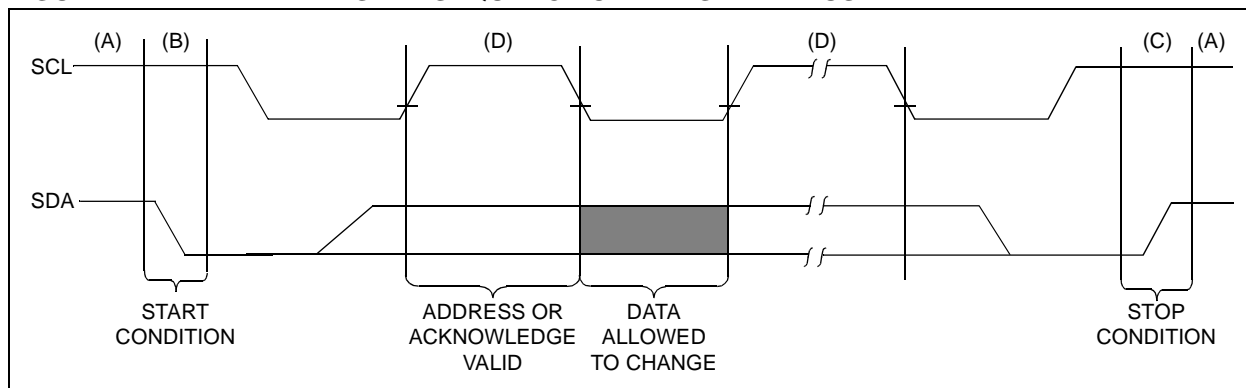 (A) (B) (D) (D) (C) (A)
SCL
SDA
START
CONDITION
ADDRESS OR
ACKNOWLEDGE
VALID
DATA
ALLOWED
TO CHANGE
STOP
CONDITION